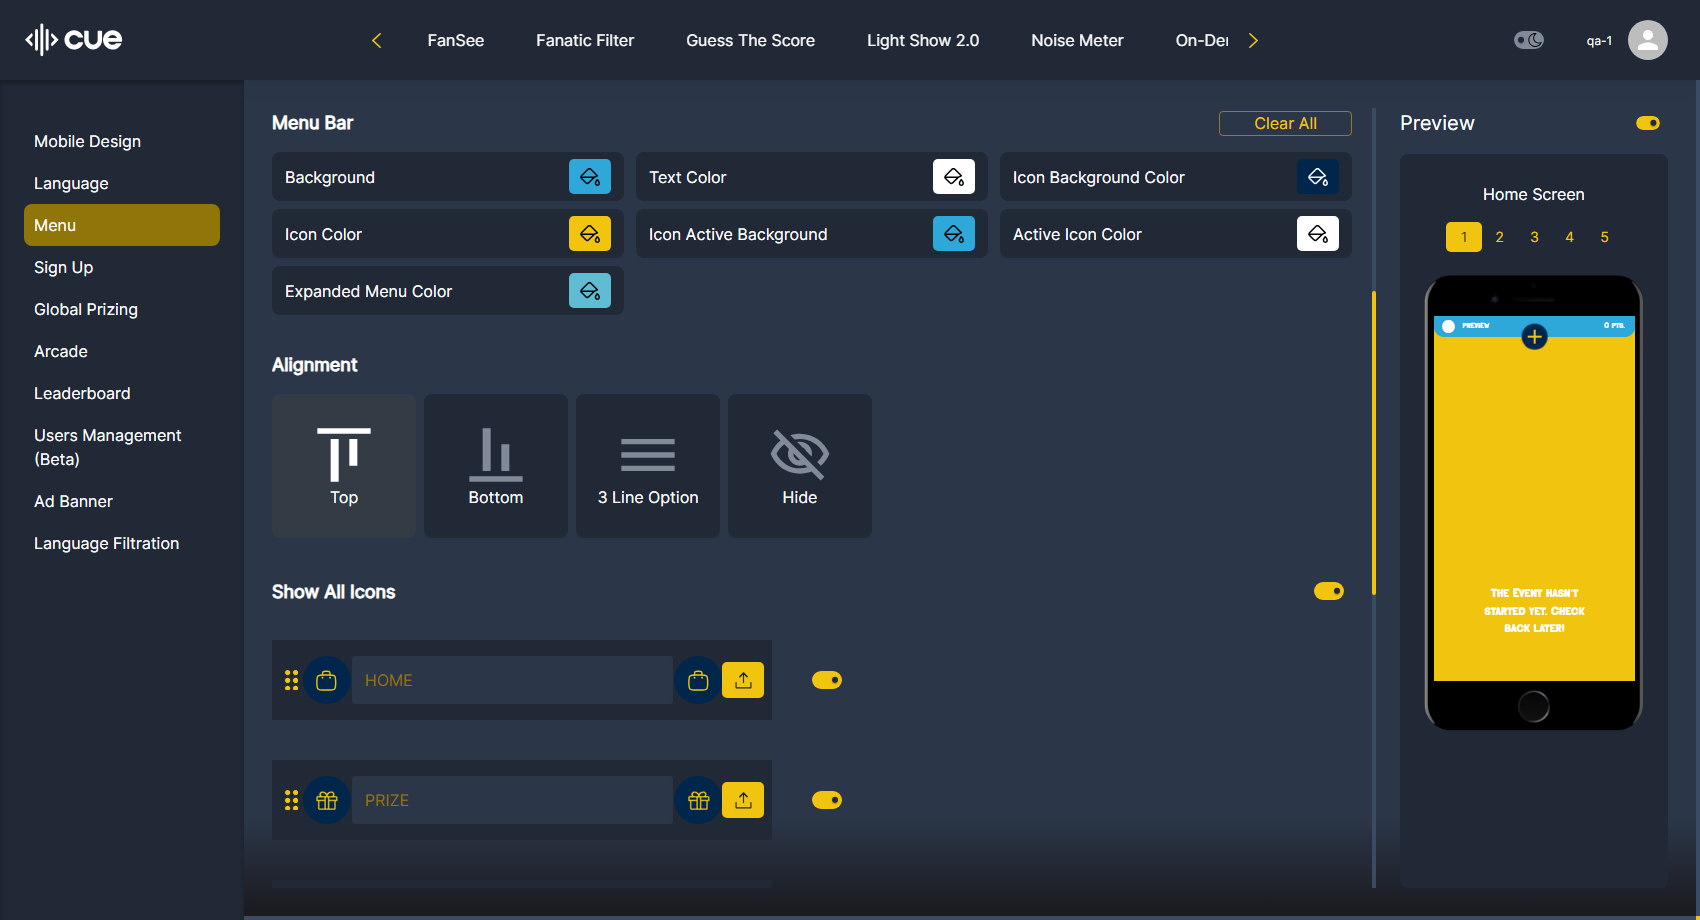 cue
FanSee
Fanatic Filter
Guess The Score
Light Show 2.0
Noise Meter
On-Der
qa-1
Mobile Design
Language
Menu
Sign Up
Global Prizing
Arcade
Leaderboard
Users Management
(Beta)
Ad Banner
Language Filtration
Menu Bar
Clear All
Background
Text Color
Icon Background Color
Icon Color
Icon Active Background
Active Icon Color
Expanded Menu Color
Alignment
Top
Bottom
3 Line Option
Hide
Show All Icons
HOME
PRIZE
Preview
Home Screen
1 2 3 4 5
PREVIEW
0 PTS.
THE EVENT HASN'T
STARTED YET. CHECK
BACK LATER!